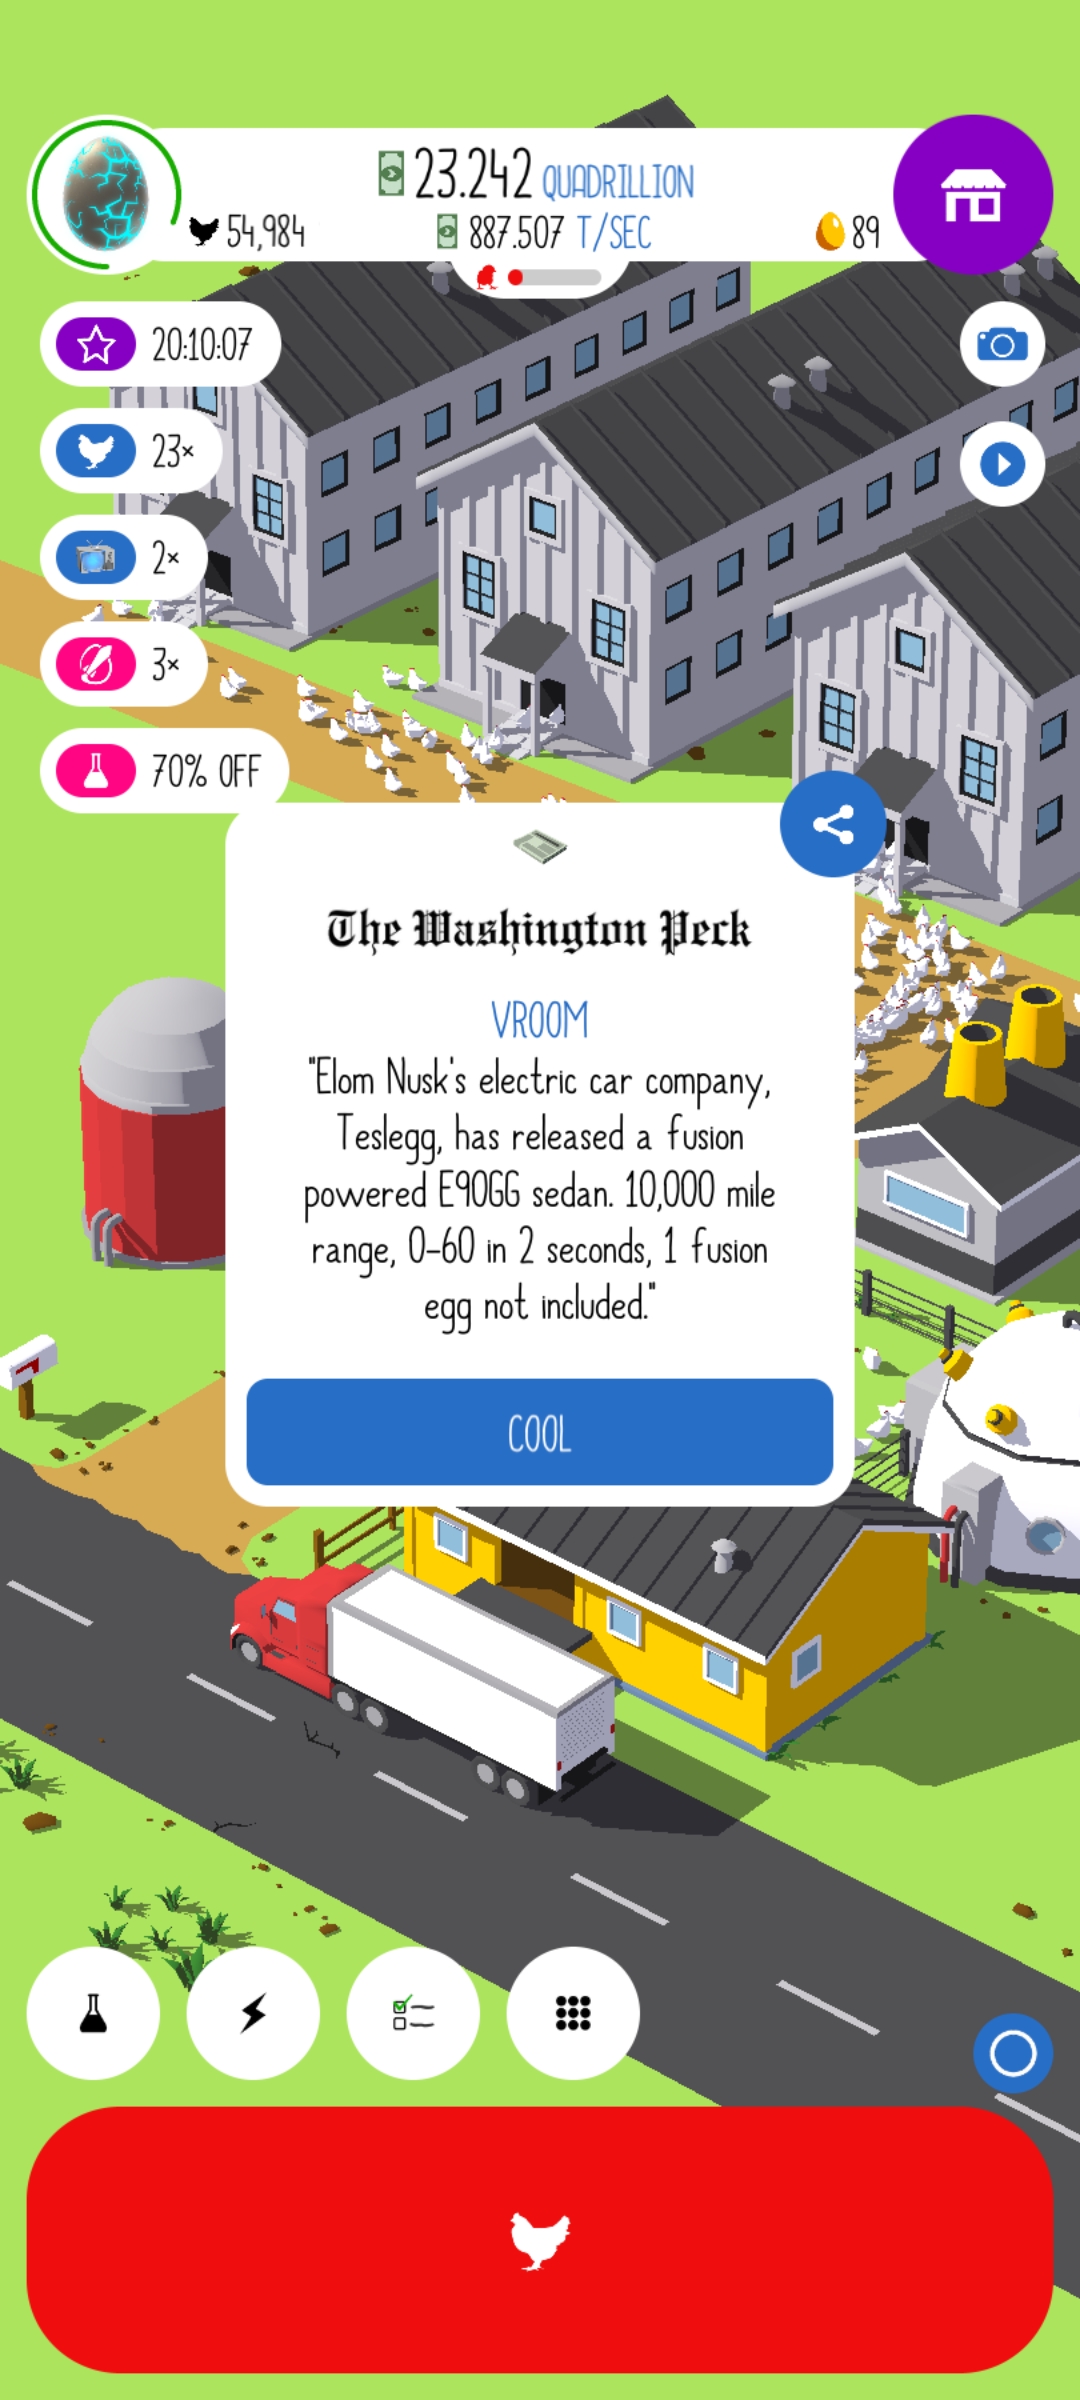 23.242 QUADRILLION
54,984
887.507 T/SEC
89
20:10:07
23×
2×
3×
70% OFF
The Washington Peck
VROOM
"Elom Nusk's electric car company,
Teslegg, has released a fusion
powered E90GG sedan. 10,000 mile
range, 0-60 in 2 seconds, 1 fusion
egg not included."
COOL